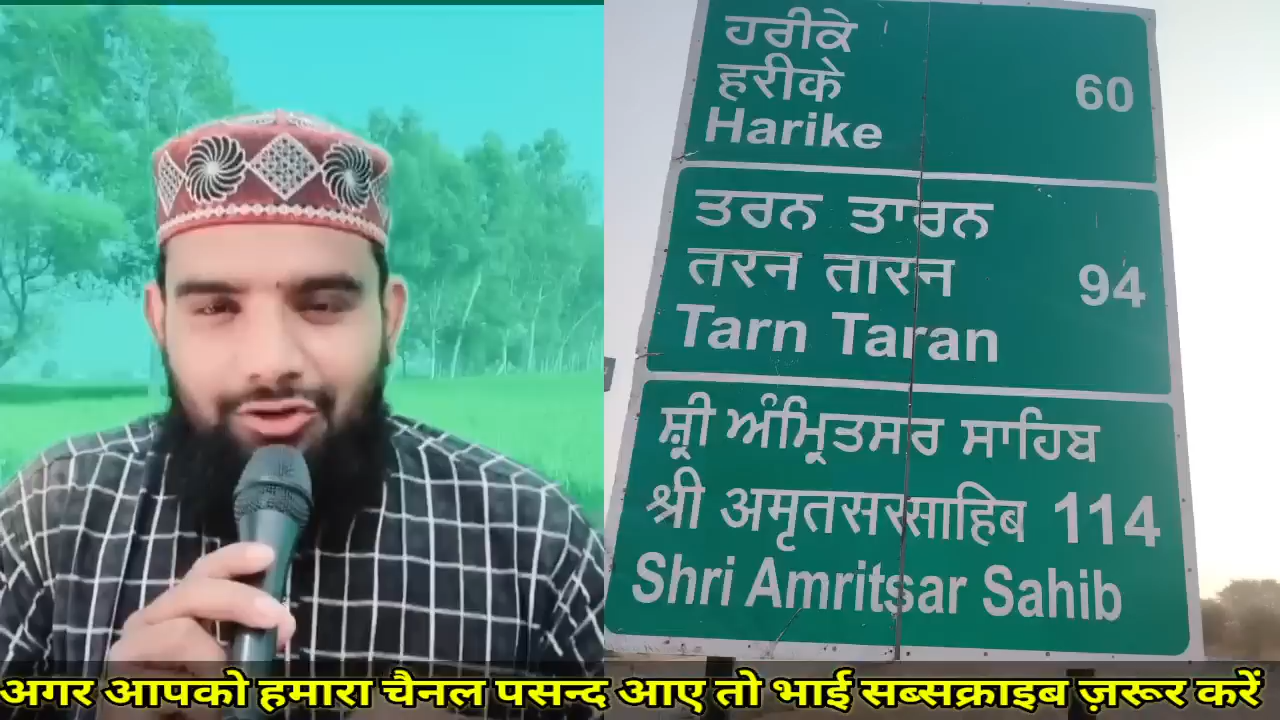 ਹਰੀਕੇ
हरीके
Harike
60
ਤਰਨ ਤਾਰਨ
तरन तारन
Tarn Taran
94
ਸ਼੍ਰੀ ਅੰਮ੍ਰਿਤਸਰ ਸਾਹਿਬ
श्री अमृतसरसाहिब 114
Shri Amritsar Sahib
अगर आपको हमारा चैनल पसन्द आए तो भाई सब्सक्राइब ज़रूर करें